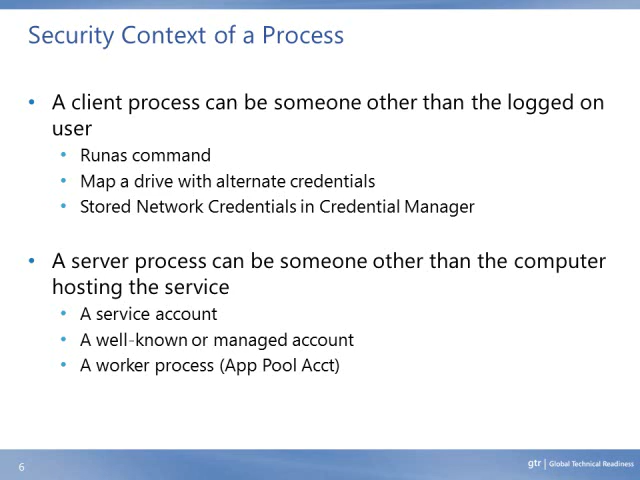 Security Context of a Process
• A client process can be someone other than the logged on
user
• Runas command
• Map a drive with alternate credentials
• Stored Network Credentials in Credential Manager
• A server process can be someone other than the computer
hosting the service
• A service account
• A well-known or managed account
• A worker process (App Pool Acct)
6
gtr | Global Technical Readiness